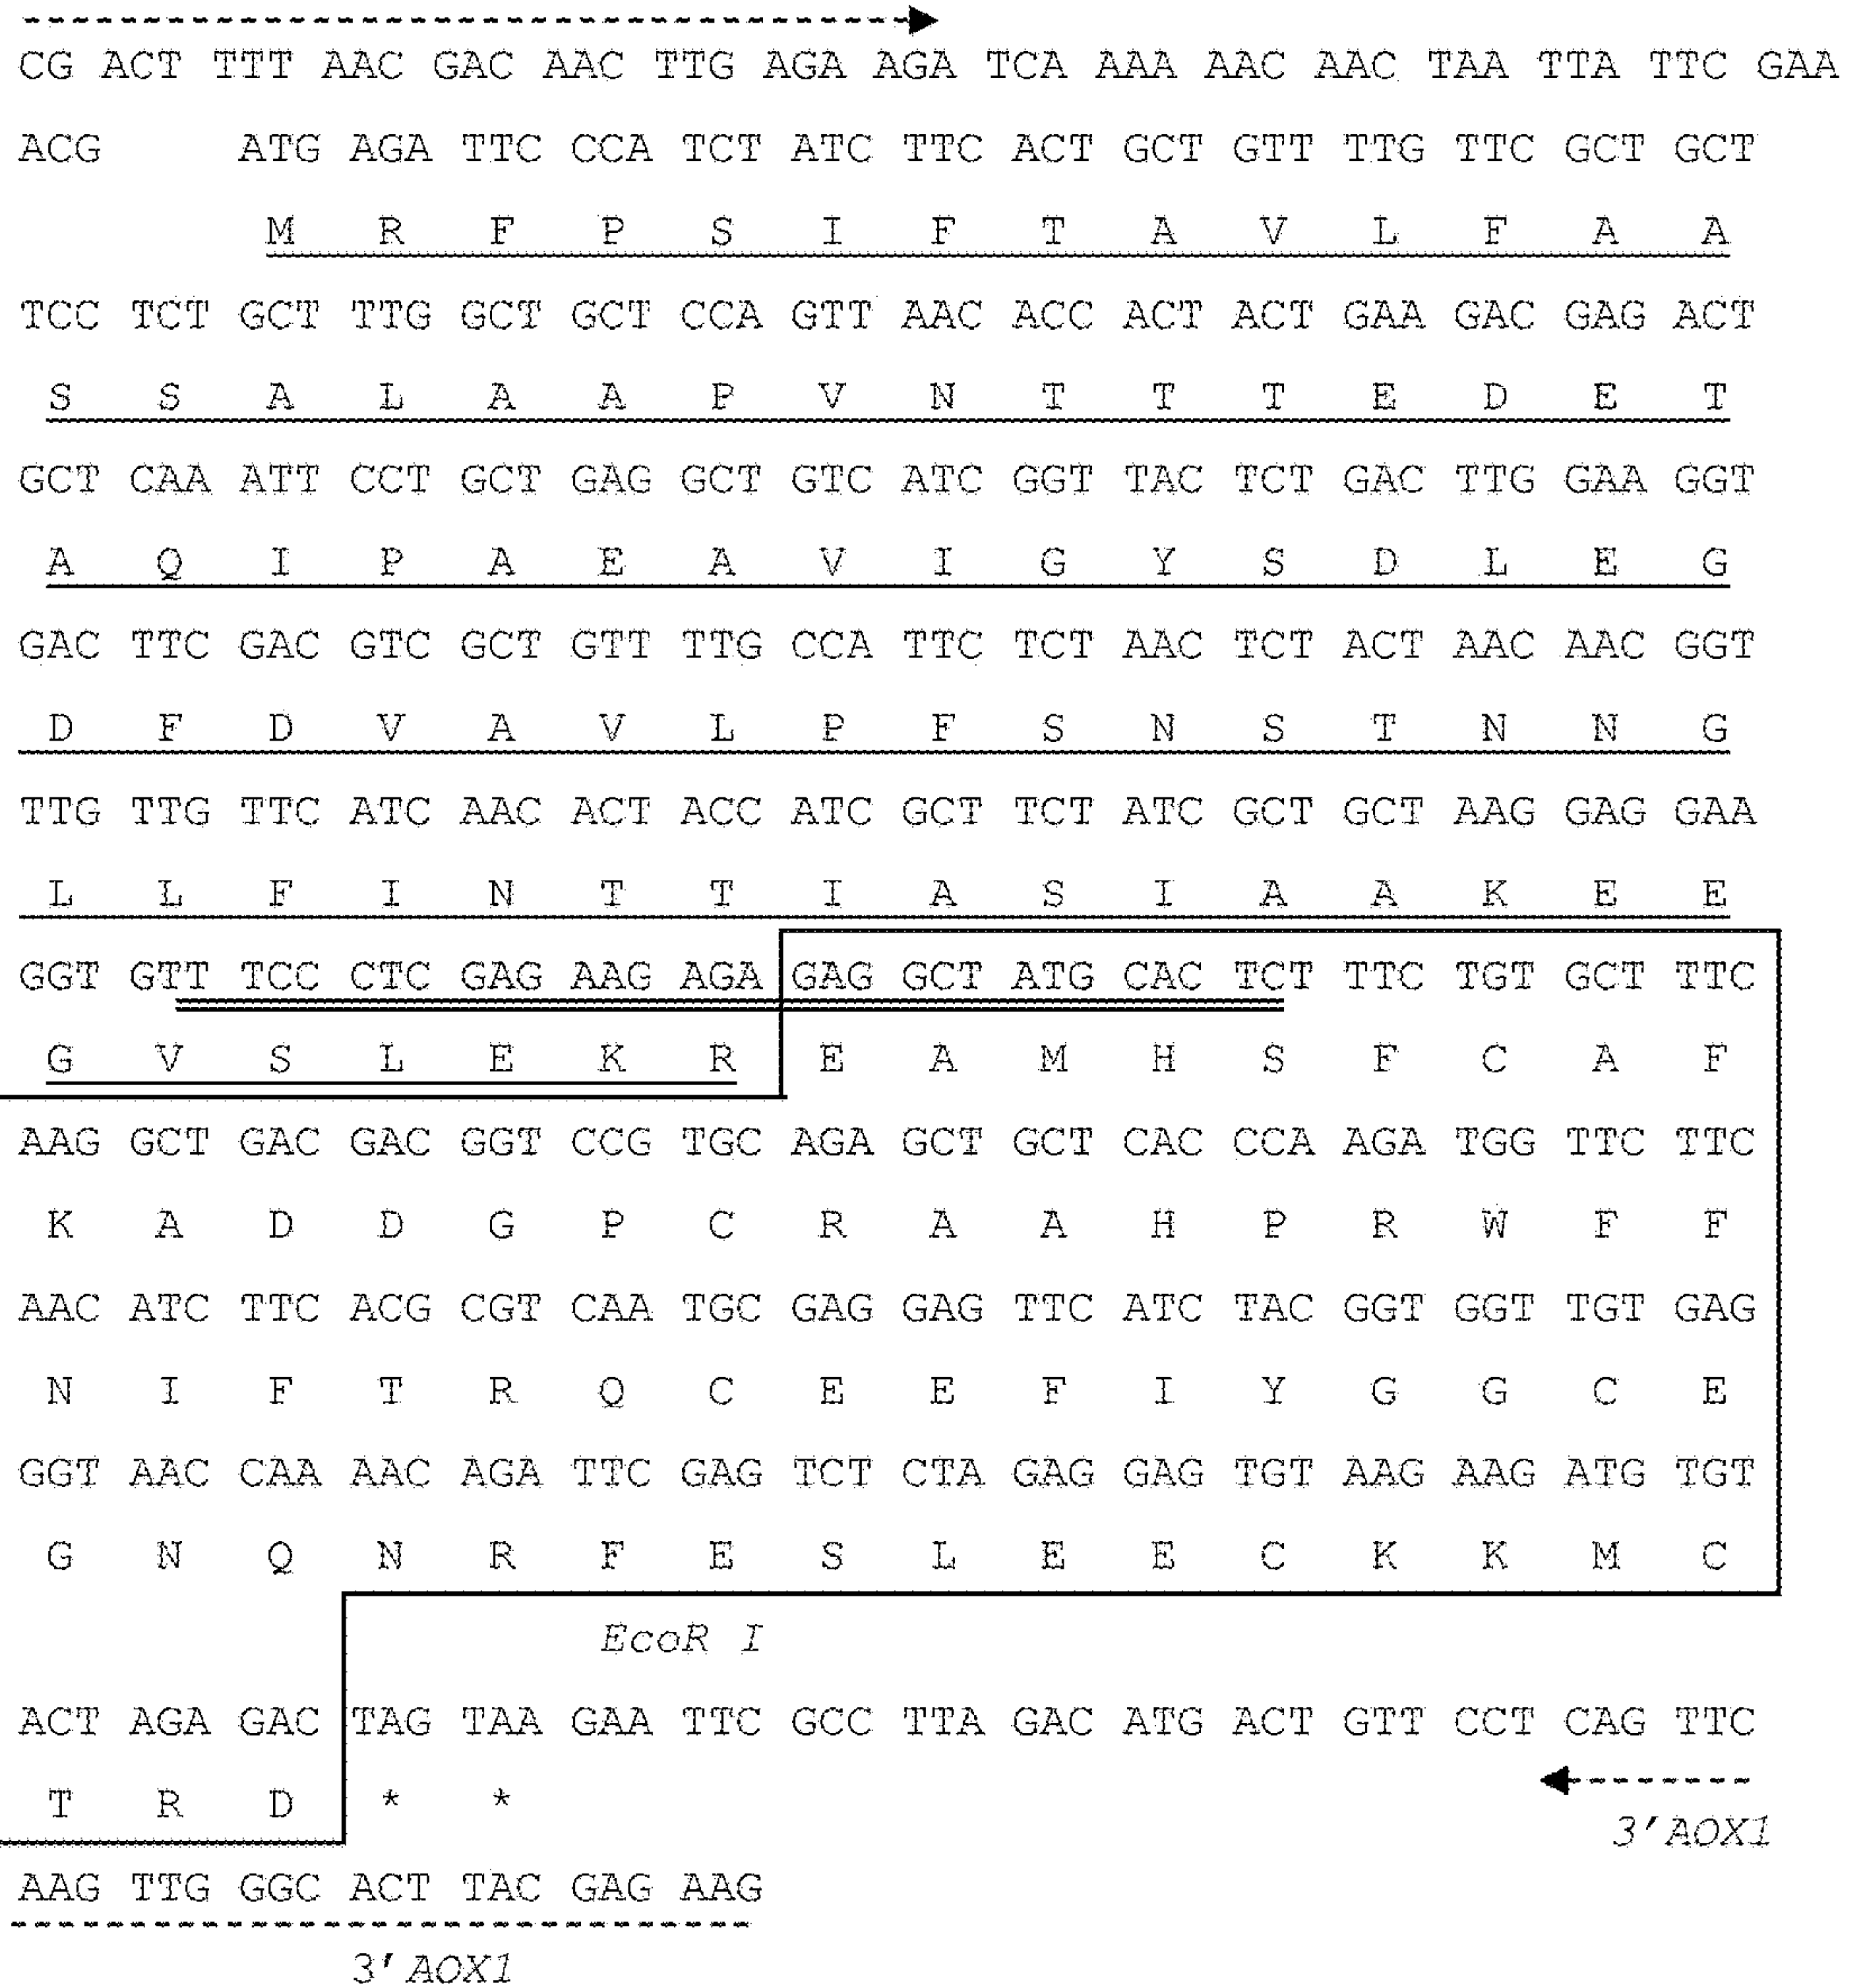 CG ACT TTT AAC GAC AAC TTG AGA AGA TCA AAA AAC AAC TAA TTA TTC GAA
ACG ATG AGA TTC CCA TCT ATC TTC ACT GCT GTT TTG TTC GCT GCT
M R F P S I F T A V L F A A
TCC TCT GCT TTG GCT GCT CCA GTT AAC ACC ACT ACT GAA GAC GAG ACT
S S A L A A P V N T T T E D E T
GCT CAA ATT CCT GCT GAG GCT GTC ATC GGT TAC TCT GAC TTG GAA GGT
A Q I P A E A V I G Y S D L E G
GAC TTC GAC GTC GCT GTT TTG CCA TTC TCT AAC TCT ACT AAC AAC GGT
D F D V A V L P F S N S T N N G
TTG TTG TTC ATC AAC ACT ACC ATC GCT TCT ATC GCT GCT AAG GAG GAA
L L F I N T T I A S I A A K E E
GGT GTT TCC CTC GAG AAG AGA GAG GCT ATG CAC TCT TTC TGT GCT TTC
G V S L E K R E A M H S F C A F
AAG GCT GAC GAC GGT CCG TGC AGA GCT GCT CAC CCA AGA TGG TTC TTC
K A D D G P C R A A H P R W F F
AAC ATC TTC ACG CGT CAA TGC GAG GAG TTC ATC TAC GGT GGT TGT GAG
N I F T R Q C E E F I Y G G C E
GGT AAC CAA AAC AGA TTC GAG TCT CTA GAG GAG TGT AAG AAG ATG TGT
G N Q N R F E S L E E C K K M C
EcoR I
ACT AGA GAC TAG TAA GAA TTC GCC TTA GAC ATG ACT GTT CCT CAG TTC
T R D * *
3'AOX1
AAG TTG GGC ACT TAC GAG AAG
3'AOX1